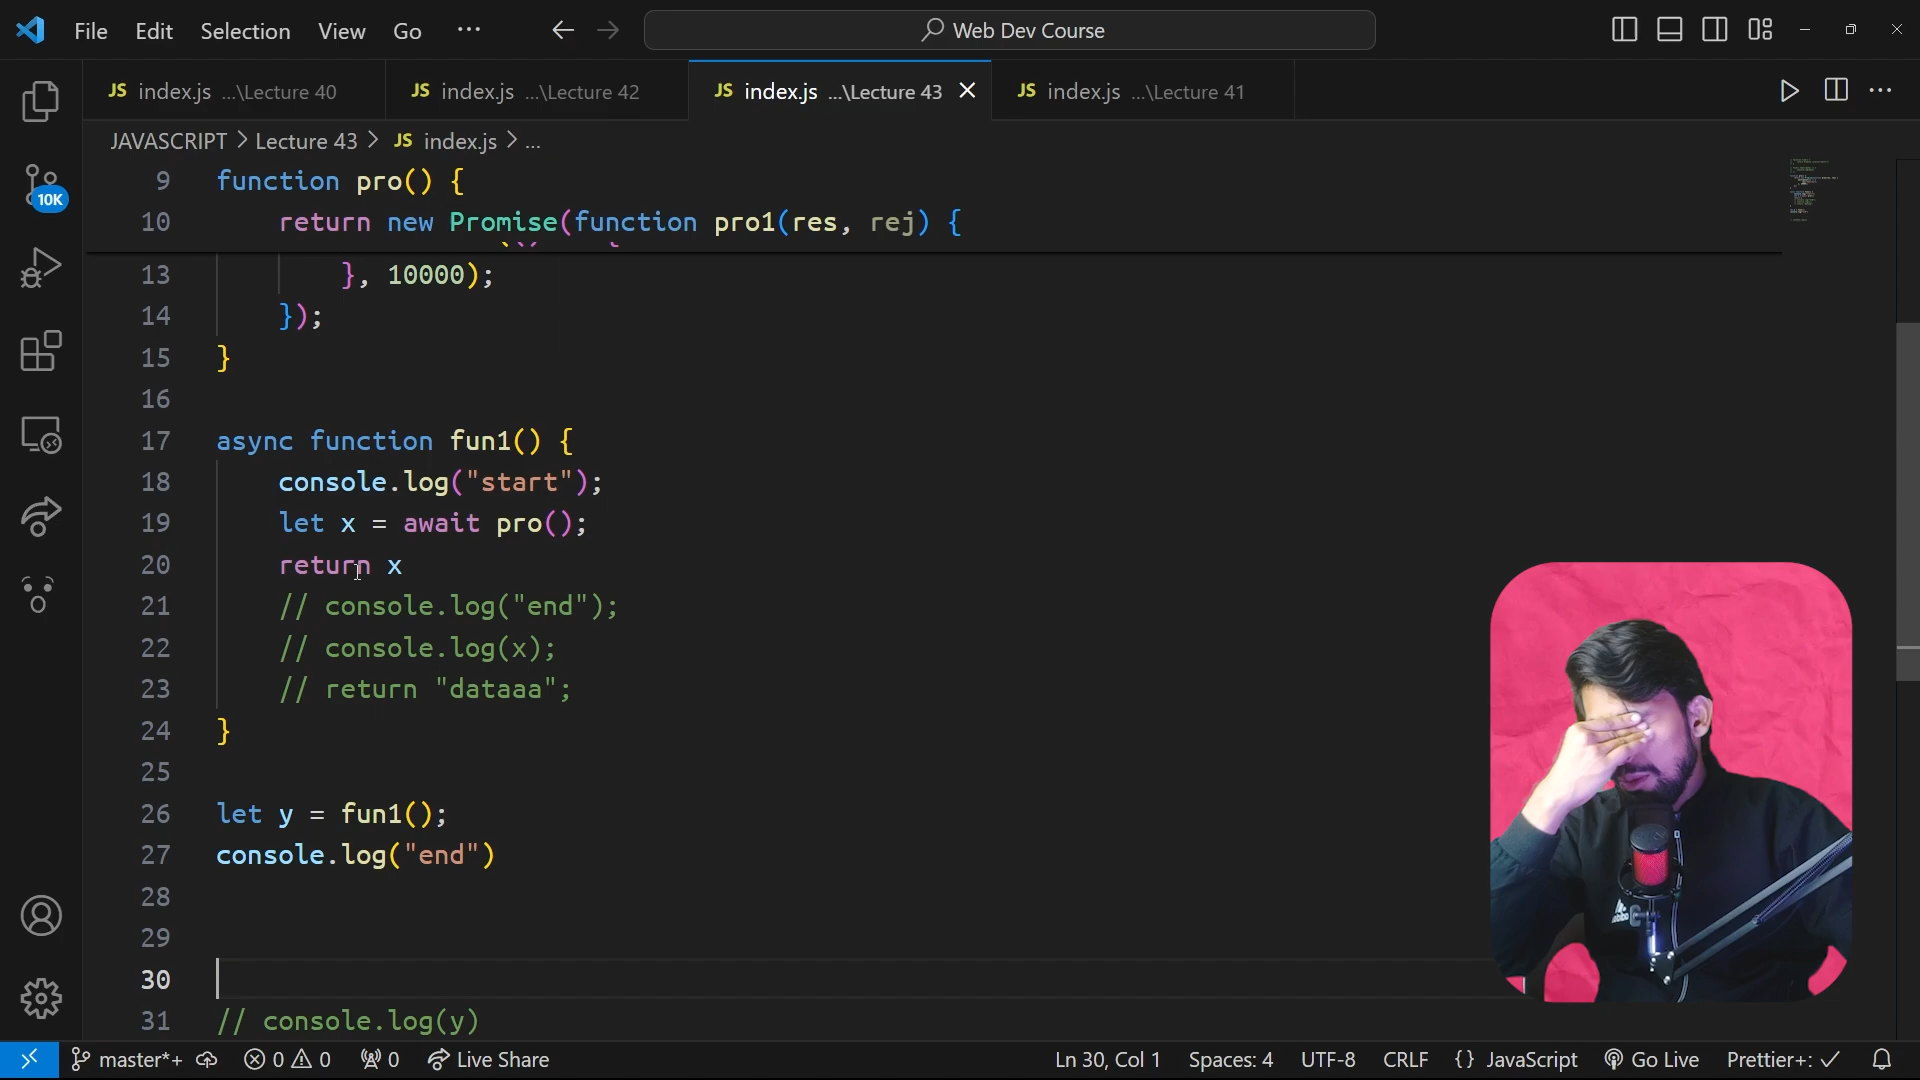 File Edit Selection View Go ... Web Dev Course
JS index.js ...\Lecture 40 JS index.js ...\Lecture 42 JS index.js ...\Lecture 43 JS index.js ...\Lecture 41
JAVASCRIPT > Lecture 43 > JS index.js > ...
10K
9 function pro() {
10 return new Promise(function pro1(res, rej) {
13 }, 10000);
14 });
15 }
16
17 async function fun1() {
18 console.log("start");
19 let x = await pro();
20 return x
21 // console.log("end");
22 // console.log(x);
23 // return "dataaa";
24 }
25
26 let y = fun1();
27 console.log("end")
28
29
30
31 // console.log(y)
master*+ 0 0 0 Live Share Ln 30, Col 1 Spaces: 4 UTF-8 CRLF {} JavaScript Go Live Prettier+: ✓